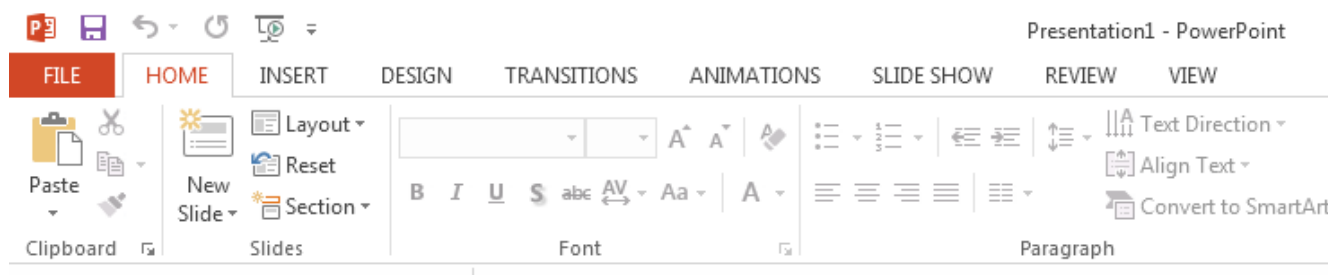 Presentation1 - PowerPoint
FILE HOME INSERT DESIGN TRANSITIONS ANIMATIONS SLIDE SHOW REVIEW VIEW
Paste
New
Slide
Layout
Reset
Section
B I U S abc AV Aa A
Text Direction
Align Text
Convert to SmartArt
Clipboard Slides Font Paragraph